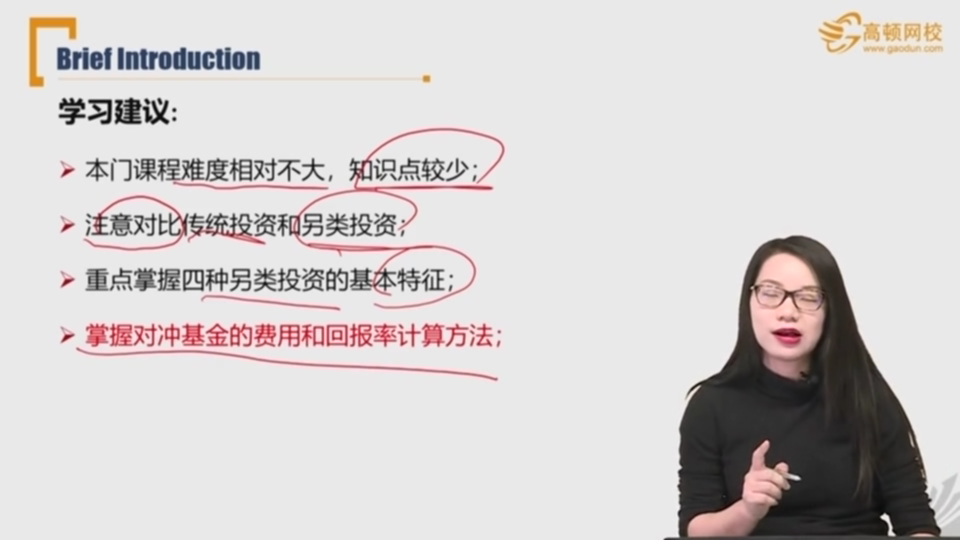 Brief Introduction
高顿网校
www.gaodun.com
学习建议:
本门课程难度相对不大，知识点较少；
注意对比传统投资和另类投资；
重点掌握四种另类投资的基本特征；
掌握对冲基金的费用和回报率计算方法；